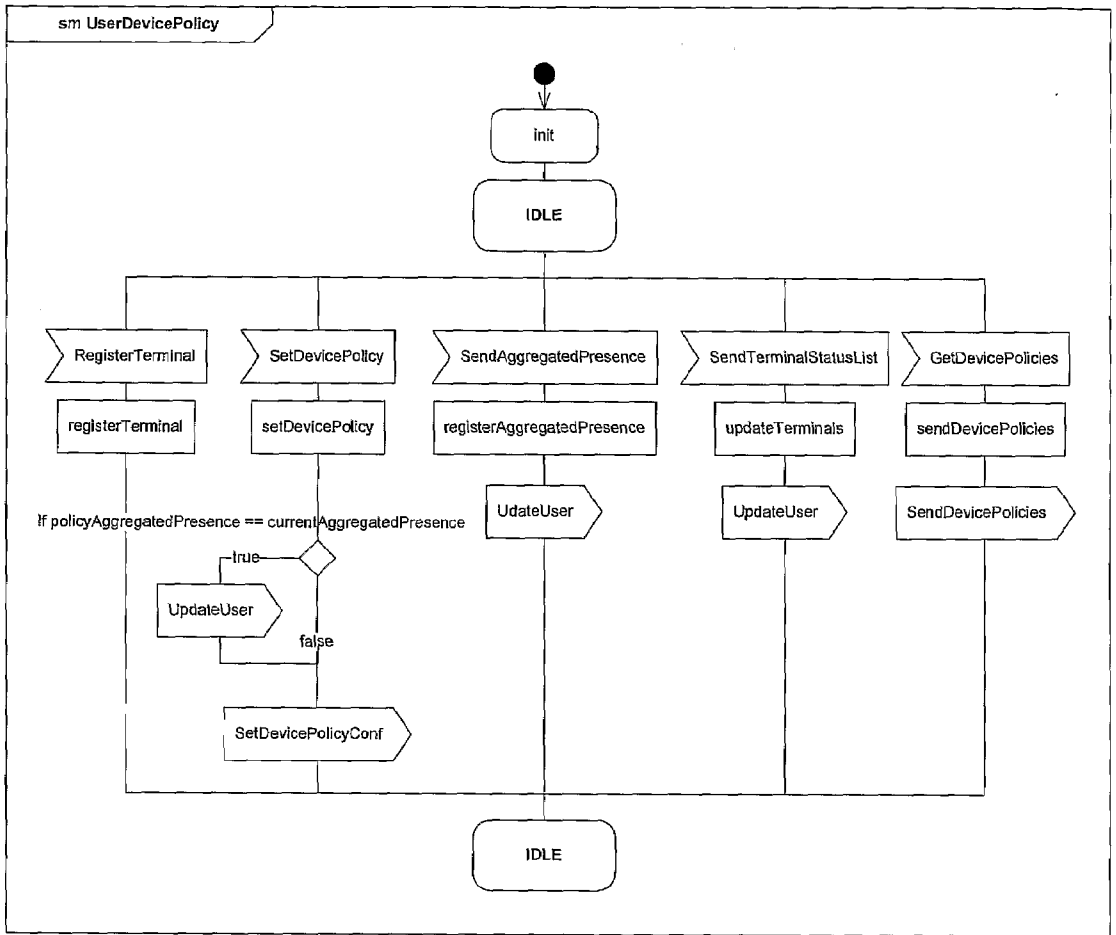 sm UserDevicePolicy
init
IDLE
RegisterTerminal
SetDevicePolicy
SendAggregatedPresence
SendTerminalStatusList
GetDevicePolicies
registerTerminal
setDevicePolicy
registerAggregatedPresence
updateTerminals
sendDevicePolicies
UdateUser
UpdateUser
SendDevicePolicies
If policyAggregatedPresence == currentAggregatedPresence
true
UpdateUser
false
SetDevicePolicyConf
IDLE